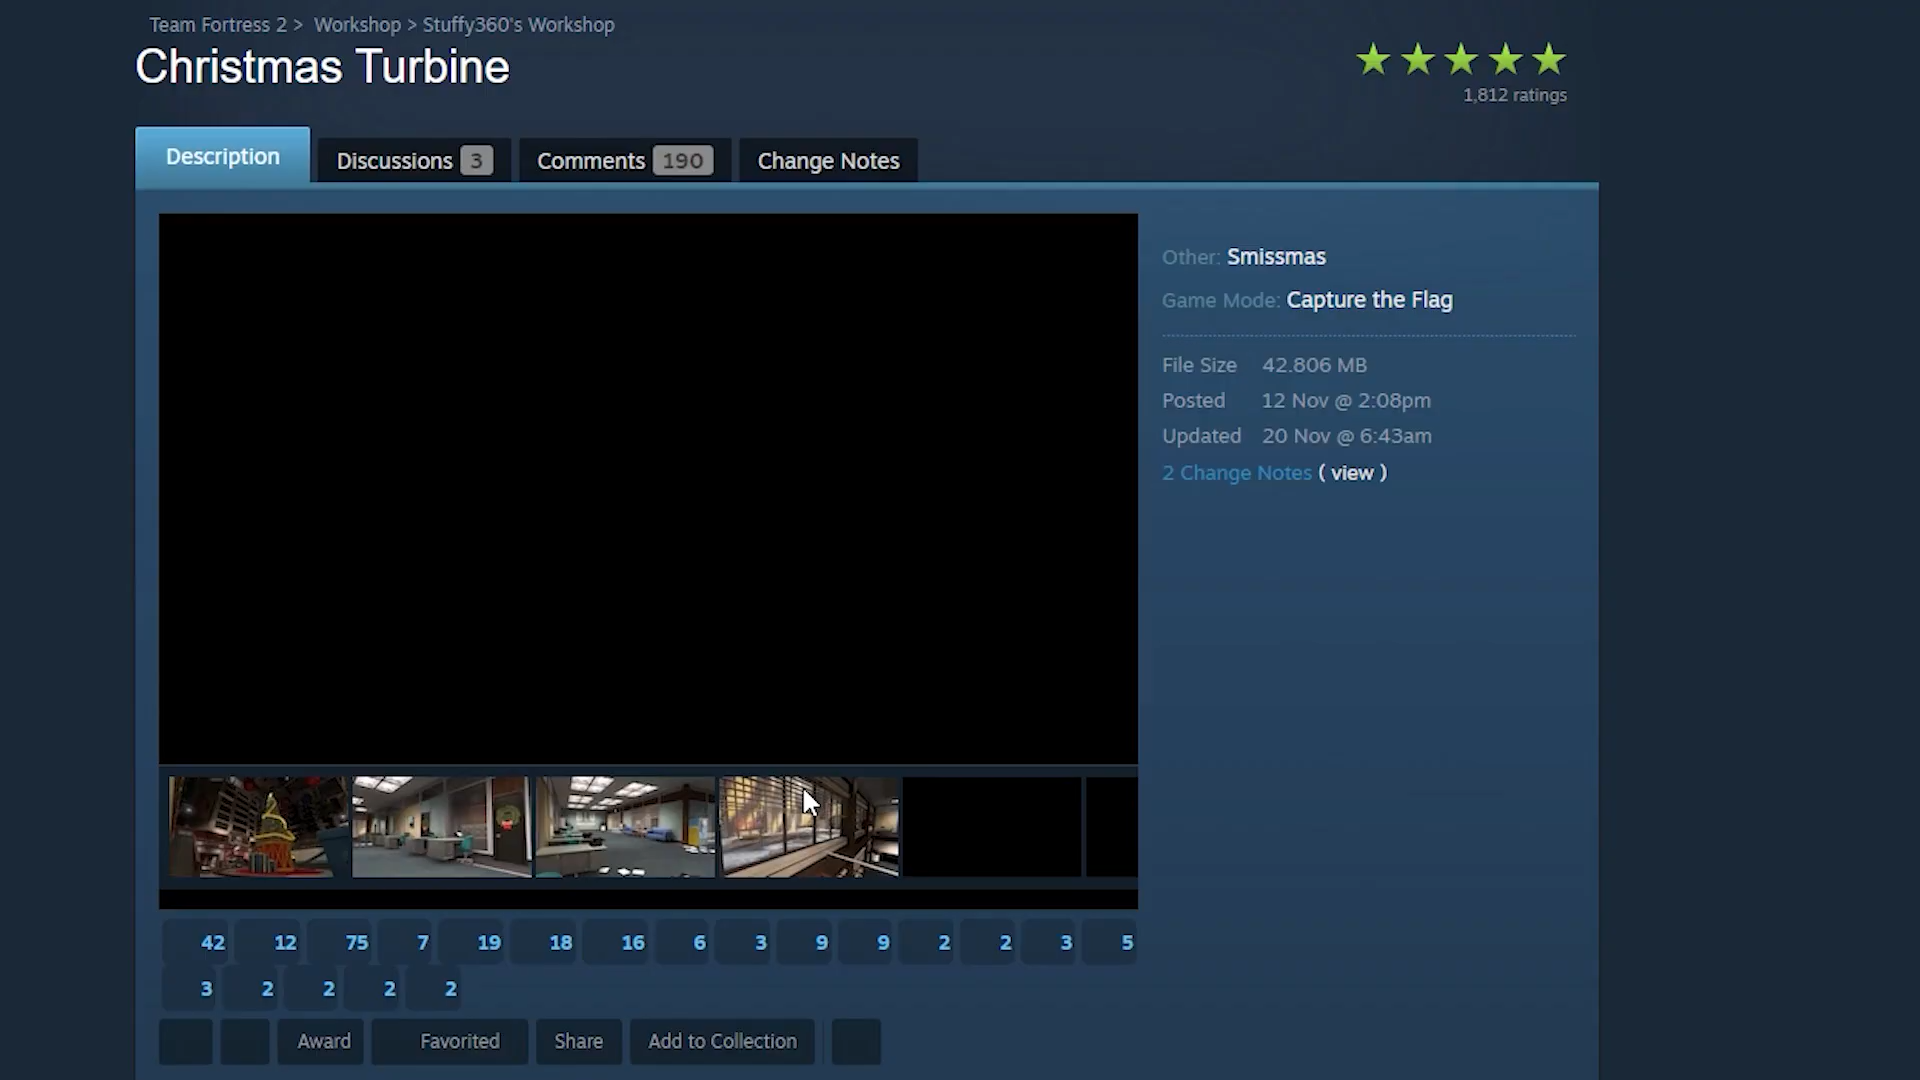 Team Fortress 2 > Workshop > Stuffy360's Workshop
Christmas Turbine
1,812 ratings
Description
Discussions 3
Comments 190
Change Notes
Other: Smissmas
Game Mode: Capture the Flag
File Size 42.806 MB
Posted 12 Nov @ 2:08pm
Updated 20 Nov @ 6:43am
2 Change Notes ( view )
42 12 75 7 19 18 16 6 3 9 9 2 2 3 5
3 2 2 2 2
Award Favorited Share Add to Collection